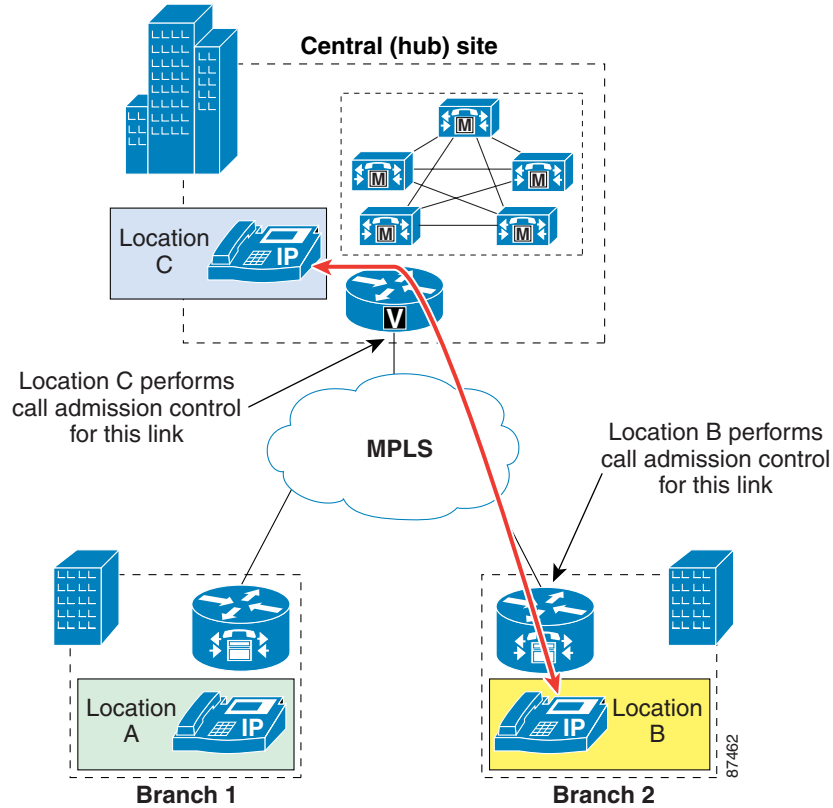 Central (hub) site
M
M
M
M
M
Location
C
IP
V
Location C performs
call admission control
for this link
MPLS
Location B performs
call admission control
for this link
Location
A
IP
IP
Location
B
87462
Branch 1
Branch 2